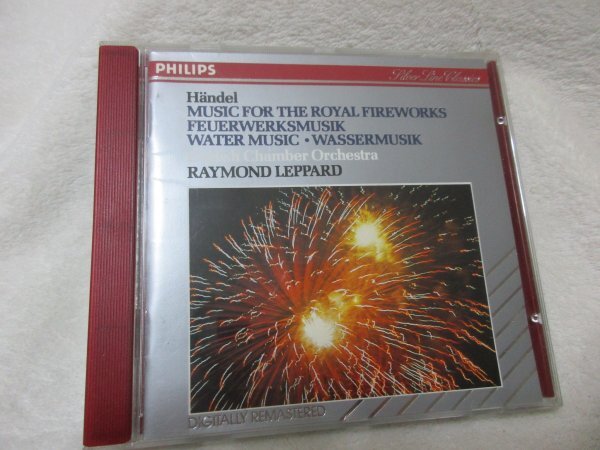 PHILIPS
Silver Line Classics
Händel
MUSIC FOR THE ROYAL FIREWORKS
FEUERWERKSMUSIK
WATER MUSIC • WASSERMUSIK
Chamber Orchestra
RAYMOND LEPPARD
DIGITALLY REMASTERED